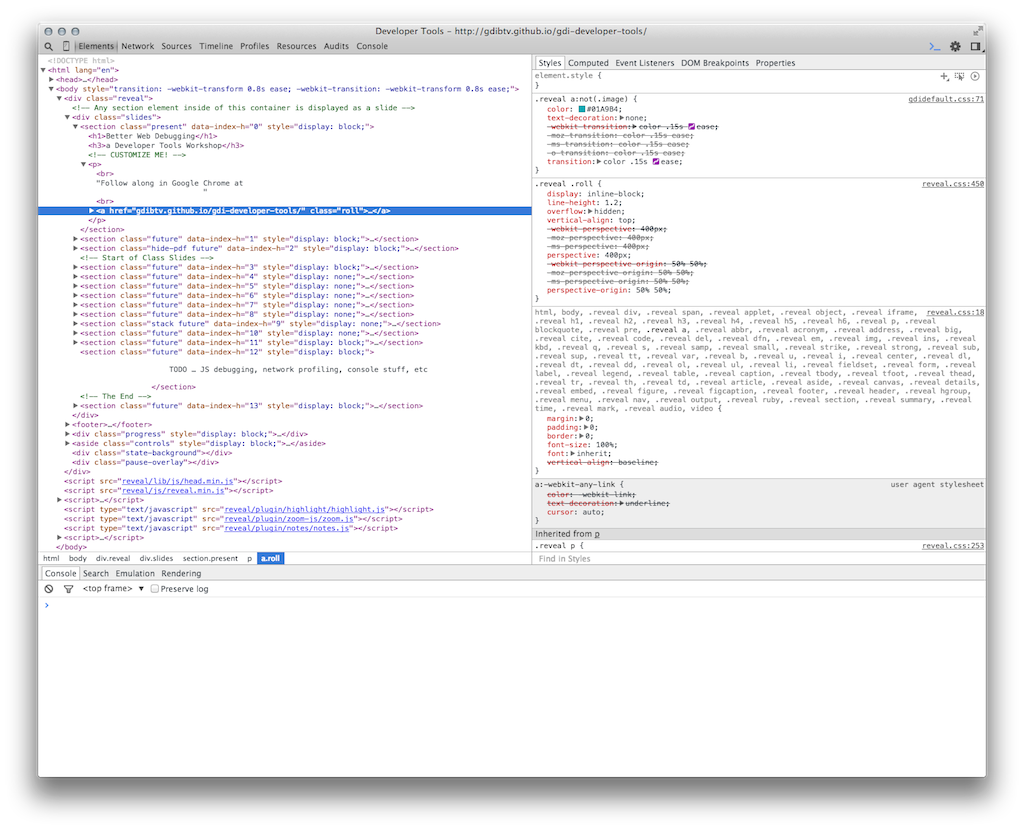 Developer Tools - http://gdibtv.github.io/gdi-developer-tools/
Elements Network Sources Timeline Profiles Resources Audits Console
<!DOCTYPE html>
<html lang="en">
<head>…</head>
<body style="transition: -webkit-transform 0.8s ease; -webkit-transition: -webkit-transform 0.8s ease;">
<div class="reveal">
<!-- Any section element inside of this container is displayed as a slide -->
<div class="slides">
<section class="present" data-index-h="0" style="display: block;">
<h1>Better Web Debugging</h1>
<h3>a Developer Tools Workshop</h3>
<!-- CUSTOMIZE ME! -->
<p>
<br>
"Follow along in Google Chrome at
"
<br>
<a href="gdibtv.github.io/gdi-developer-tools/" class="roll">…</a>
</p>
</section>
<section class="future" data-index-h="1" style="display: block;">…</section>
<section class="hide-pdf future" data-index-h="2" style="display: block;">…</section>
<!-- Start of Class Slides -->
<section class="future" data-index-h="3" style="display: block;">…</section>
<section class="future" data-index-h="4" style="display: none;">…</section>
<section class="future" data-index-h="5" style="display: none;">…</section>
<section class="future" data-index-h="6" style="display: none;">…</section>
<section class="future" data-index-h="7" style="display: none;">…</section>
<section class="future" data-index-h="8" style="display: none;">…</section>
<section class="stack future" data-index-h="9" style="display: none;">…</section>
<section class="future" data-index-h="10" style="display: none;">…</section>
<section class="future" data-index-h="11" style="display: block;">…</section>
<section class="future" data-index-h="12" style="display: block;">
TODO … JS debugging, network profiling, console stuff, etc
</section>
<!-- The End -->
<section class="future" data-index-h="13" style="display: block;">…</section>
</div>
<footer>…</footer>
<div class="progress" style="display: block;">…</div>
<aside class="controls" style="display: block;">…</aside>
<div class="state-background"></div>
<div class="pause-overlay"></div>
</div>
<script src="reveal/lib/js/head.min.js"></script>
<script src="reveal/js/reveal.min.js"></script>
<script>…</script>
<script type="text/javascript" src="reveal/plugin/highlight/highlight.js"></script>
<script type="text/javascript" src="reveal/plugin/zoom-js/zoom.js"></script>
<script type="text/javascript" src="reveal/plugin/notes/notes.js"></script>
<script>…</script>
</body>
html body div.reveal div.slides section.present p a.roll
Styles Computed Event Listeners DOM Breakpoints Properties
element.style {
}
.reveal a:not(.image) { gdidefault.css:71
color: #01A9B4;
text-decoration: none;
-webkit-transition: color .15s ease;
-moz-transition: color .15s ease;
-ms-transition: color .15s ease;
-o-transition: color .15s ease;
transition: color .15s ease;
}
.reveal .roll { reveal.css:450
display: inline-block;
line-height: 1.2;
overflow: hidden;
vertical-align: top;
-webkit-perspective: 400px;
-moz-perspective: 400px;
-ms-perspective: 400px;
perspective: 400px;
-webkit-perspective-origin: 50% 50%;
-moz-perspective-origin: 50% 50%;
-ms-perspective-origin: 50% 50%;
perspective-origin: 50% 50%;
}
html, body, .reveal div, .reveal span, .reveal applet, .reveal object, .reveal iframe, reveal.css:18
.reveal h1, .reveal h2, .reveal h3, .reveal h4, .reveal h5, .reveal h6, .reveal p, .reveal
blockquote, .reveal pre, .reveal a, .reveal abbr, .reveal acronym, .reveal address, .reveal big,
.reveal cite, .reveal code, .reveal del, .reveal dfn, .reveal em, .reveal img, .reveal ins, .reveal
kbd, .reveal q, .reveal s, .reveal samp, .reveal small, .reveal strike, .reveal strong, .reveal sub,
.reveal sup, .reveal tt, .reveal var, .reveal b, .reveal u, .reveal i, .reveal center, .reveal dl,
.reveal dt, .reveal dd, .reveal ol, .reveal ul, .reveal li, .reveal fieldset, .reveal form, .reveal
label, .reveal legend, .reveal table, .reveal caption, .reveal tbody, .reveal tfoot, .reveal thead,
.reveal tr, .reveal th, .reveal td, .reveal article, .reveal aside, .reveal canvas, .reveal details,
.reveal embed, .reveal figure, .reveal figcaption, .reveal footer, .reveal header, .reveal hgroup,
.reveal menu, .reveal nav, .reveal output, .reveal ruby, .reveal section, .reveal summary, .reveal
time, .reveal mark, .reveal audio, video {
margin: 0;
padding: 0;
border: 0;
font-size: 100%;
font: inherit;
vertical-align: baseline;
}
a:-webkit-any-link { user agent stylesheet
color: -webkit-link;
text-decoration: underline;
cursor: auto;
}
Inherited from p
.reveal p { reveal.css:253
Find in Styles
Console Search Emulation Rendering
<top frame> Preserve log